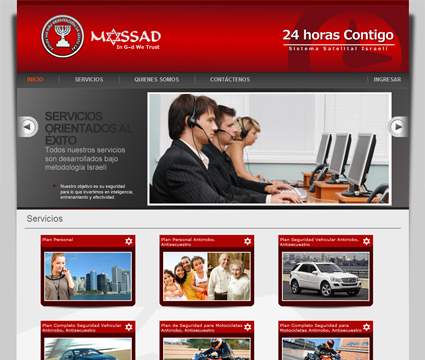 MOSSAD
In G-d We Trust
24 horas Contigo
Sistema Satelital Israelí
INICIO
SERVICIOS
QUIENES SOMOS
CONTÁCTENOS
INGRESAR
SERVICIOS
ORIENTADOS AL
ÉXITO
Todos nuestros servicios
son desarrollados bajo
metodología Israelí
Nuestro objetivo es su seguridad
para lo que invertimos en inteligencia,
entrenamiento y efectividad
Servicios
Plan Personal
Plan Personal Antirrobo,
Antisecuestro
Plan Seguridad Vehicular Antirrobo,
Antisecuestro
Plan Completo Seguridad Vehicular
Antirrobo, Antisecuestro
Plan de Seguridad para Motocicletas
Antirrobo, Antisecuestro
Plan Completo Seguridad para
Motocicletas Antirrobo, Antisecuestro